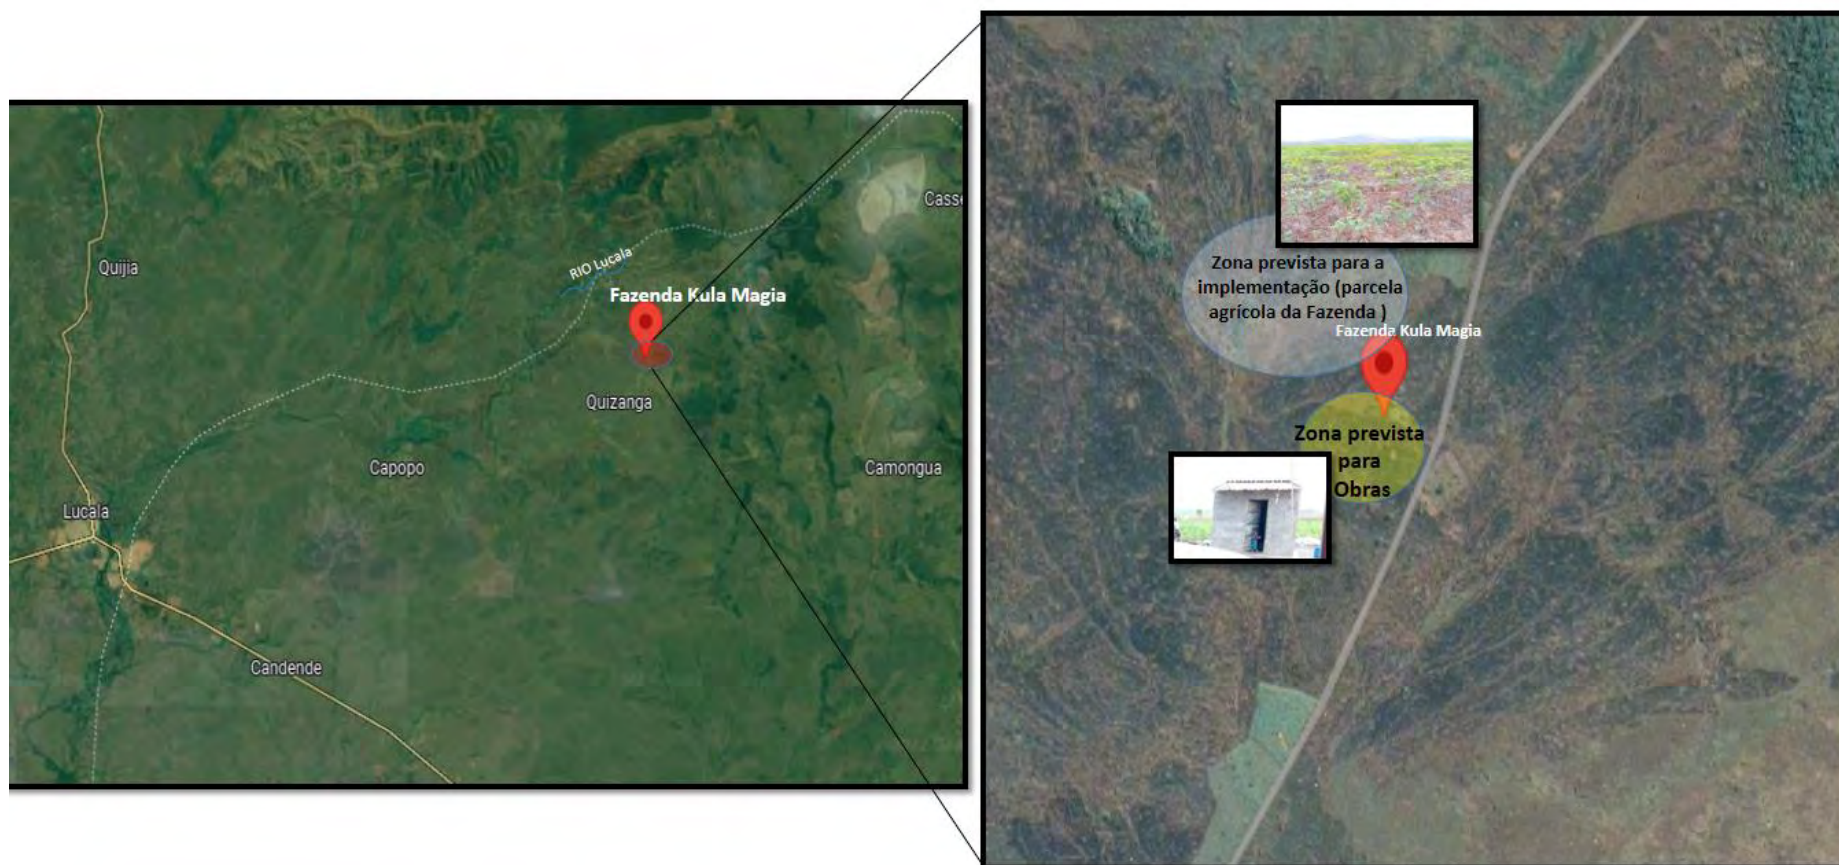 Quijia
RIO Lucala
Fazenda Kula Magia
Quizanga
Capopo
Camongua
Lucala
Candende
Casse
Zona prevista para a
implementação (parcela
agrícola da Fazenda )
Fazenda Kula Magia
Zona prevista
para
Obras